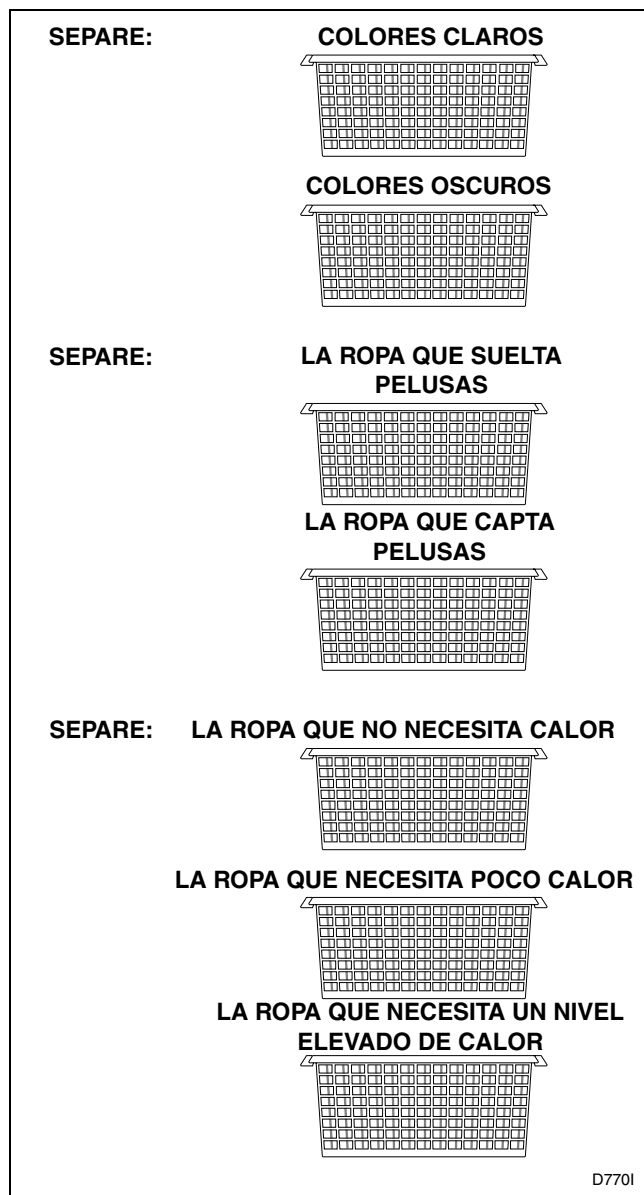 SEPARE: COLORES CLAROS
COLORES OSCUROS
SEPARE: LA ROPA QUE SUELTA
PELUSAS
LA ROPA QUE CAPTA
PELUSAS
SEPARE: LA ROPA QUE NO NECESITA CALOR
LA ROPA QUE NECESITA POCO CALOR
LA ROPA QUE NECESITA UN NIVEL
ELEVADO DE CALOR
D770I